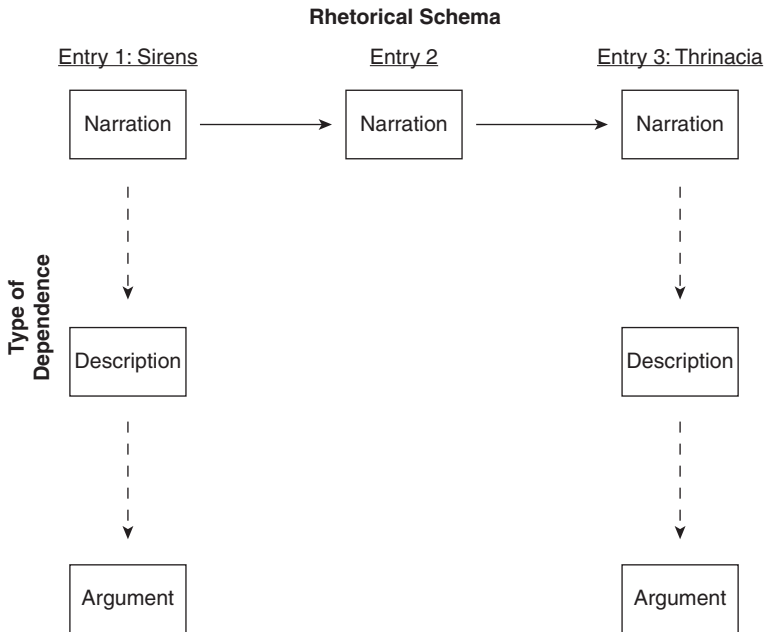 Rhetorical Schema
Entry 1: Sirens
Entry 2
Entry 3: Thrinacia
Narration
Narration
Narration
Type of
Dependence
Description
Description
Argument
Argument